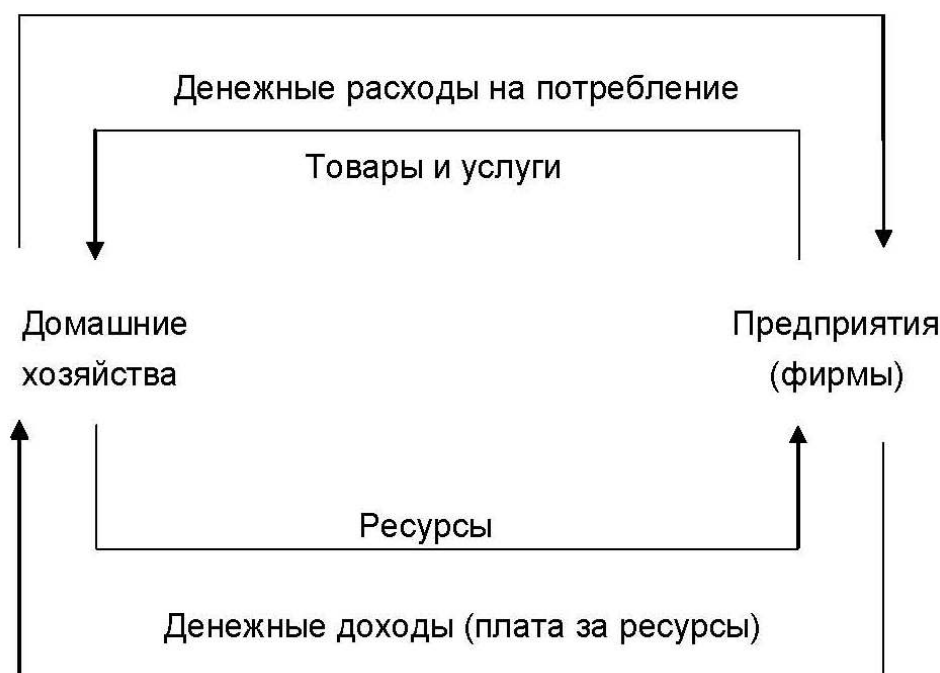 Денежные расходы на потребление
Товары и услуги
Домашние
хозяйства
Предприятия
(фирмы)
Ресурсы
Денежные доходы (плата за ресурсы)